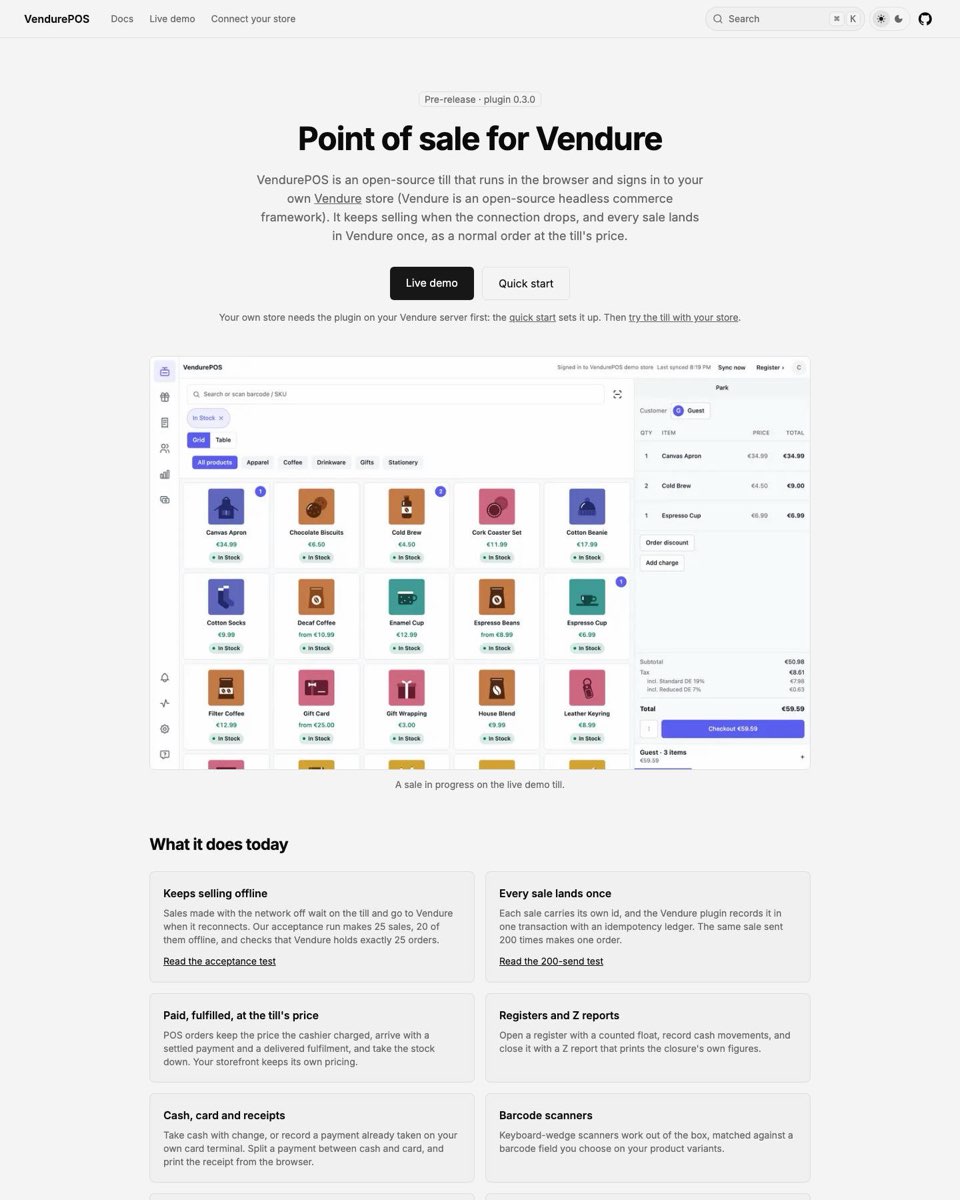 VendurePOS Docs Live demo Connect your store Search ⌘ K
Pre-release · plugin 0.3.0
Point of sale for Vendure
VendurePOS is an open-source till that runs in the browser and signs in to your
own Vendure store (Vendure is an open-source headless commerce
framework). It keeps selling when the connection drops, and every sale lands
in Vendure once, as a normal order at the till's price.
Live demo Quick start
Your own store needs the plugin on your Vendure server first: the quick start sets it up. Then try the till with your store.
VendurePOS Signed in to VendurePOS demo store Last synced 8:19 PM Sync now Register › C
Search or scan barcode / SKU
In Stock ×
Grid Table
All products Apparel Coffee Drinkware Gifts Stationery
1 2
Canvas Apron Chocolate Biscuits Cold Brew Cork Coaster Set Cotton Beanie
€34.99 €6.50 €4.50 €11.99 €17.99
In Stock In Stock In Stock In Stock In Stock
1
Cotton Socks Decaf Coffee Enamel Cup Espresso Beans Espresso Cup
€9.99 from €10.99 €12.99 from €8.99 €6.99
In Stock In Stock In Stock In Stock In Stock
Filter Coffee Gift Card Gift Wrapping House Blend Leather Keyring
€12.99 from €25.00 €3.00 €9.99 €8.99
In Stock In Stock In Stock In Stock In Stock
Park
Customer G Guest
QTY ITEM PRICE TOTAL
1 Canvas Apron €34.99 €34.99
2 Cold Brew €4.50 €9.00
1 Espresso Cup €6.99 €6.99
Order discount
Add charge
Subtotal €50.98
Tax €8.61
incl. Standard DE 19% €7.98
incl. Reduced DE 7% €0.63
Total €59.59
Checkout €59.59
Guest · 3 items +
€59.59
A sale in progress on the live demo till.
What it does today
Keeps selling offline
Sales made with the network off wait on the till and go to Vendure
when it reconnects. Our acceptance run makes 25 sales, 20 of
them offline, and checks that Vendure holds exactly 25 orders.
Read the acceptance test
Every sale lands once
Each sale carries its own id, and the Vendure plugin records it in
one transaction with an idempotency ledger. The same sale sent
200 times makes one order.
Read the 200-send test
Paid, fulfilled, at the till's price
POS orders keep the price the cashier charged, arrive with a
settled payment and a delivered fulfilment, and take the stock
down. Your storefront keeps its own pricing.
Registers and Z reports
Open a register with a counted float, record cash movements, and
close it with a Z report that prints the closure's own figures.
Cash, card and receipts
Take cash with change, or record a payment already taken on your
own card terminal. Split a payment between cash and card, and
print the receipt from the browser.
Barcode scanners
Keyboard-wedge scanners work out of the box, matched against a
barcode field you choose on your product variants.